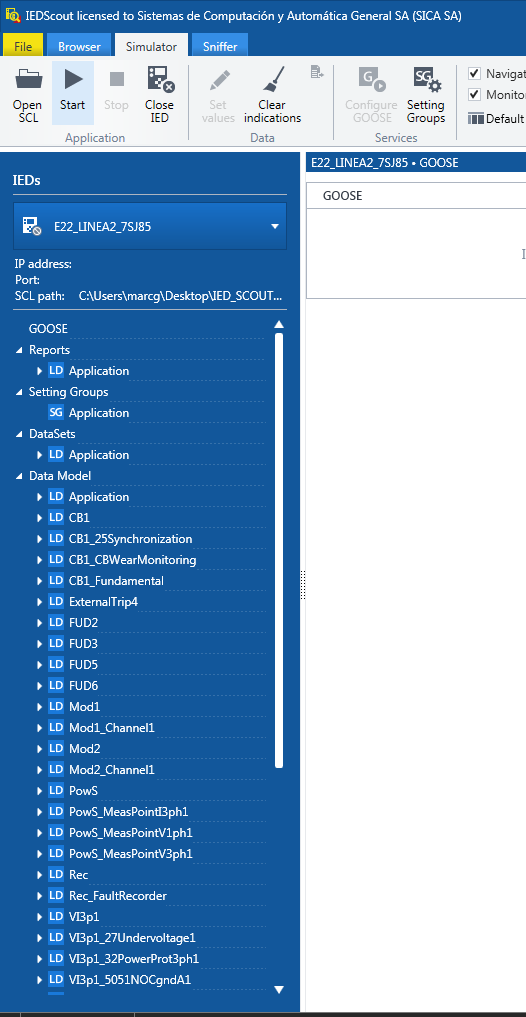 IEDScout licensed to Sistemas de Computación y Automática General SA (SICA SA)
File Browser Simulator Sniffer
Open SCL
Start
Stop
Close IED
Set values
Clear indications
Configure GOOSE
Setting Groups
Navigat
Monito
Default
Application Data Services
IEDs
E22_LINEA2_7SJ85
IP address:
Port:
SCL path: C:\Users\marcg\Desktop\IED_SCOUT...
GOOSE
Reports
LD Application
Setting Groups
SG Application
DataSets
LD Application
Data Model
LD Application
LD CB1
LD CB1_25Synchronization
LD CB1_CBWearMonitoring
LD CB1_Fundamental
LD ExternalTrip4
LD FUD2
LD FUD3
LD FUD5
LD FUD6
LD Mod1
LD Mod1_Channel1
LD Mod2
LD Mod2_Channel1
LD PowS
LD PowS_MeasPointI3ph1
LD PowS_MeasPointV1ph1
LD PowS_MeasPointV3ph1
LD Rec
LD Rec_FaultRecorder
LD VI3p1
LD VI3p1_27Undervoltage1
LD VI3p1_32PowerProt3ph1
LD VI3p1_5051NOCgndA1
E22_LINEA2_7SJ85 • GOOSE
GOOSE